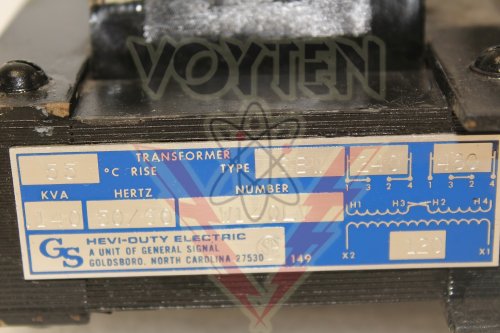 VOYTEN
TRANSFORMER
55 °C RISE TYPE 240 480
1 3 2 4 1 2
KVA HERTZ NUMBER
50/60
H1 H3 H2 H4
GS HEVI-DUTY ELECTRIC
A UNIT OF GENERAL SIGNAL
GOLDSBORO, NORTH CAROLINA 27530 149
120
X2 X1